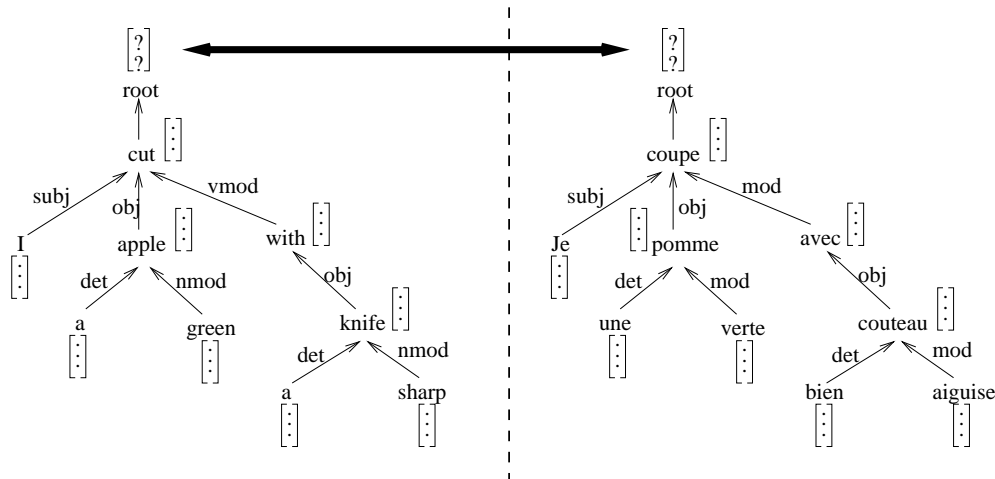 ? ?
? ?
root root
cut coupe
subj vmod subj mod
obj obj
I apple with Je pomme avec
det nmod obj det mod obj
a green knife une verte couteau
det nmod det mod
a sharp bien aiguise